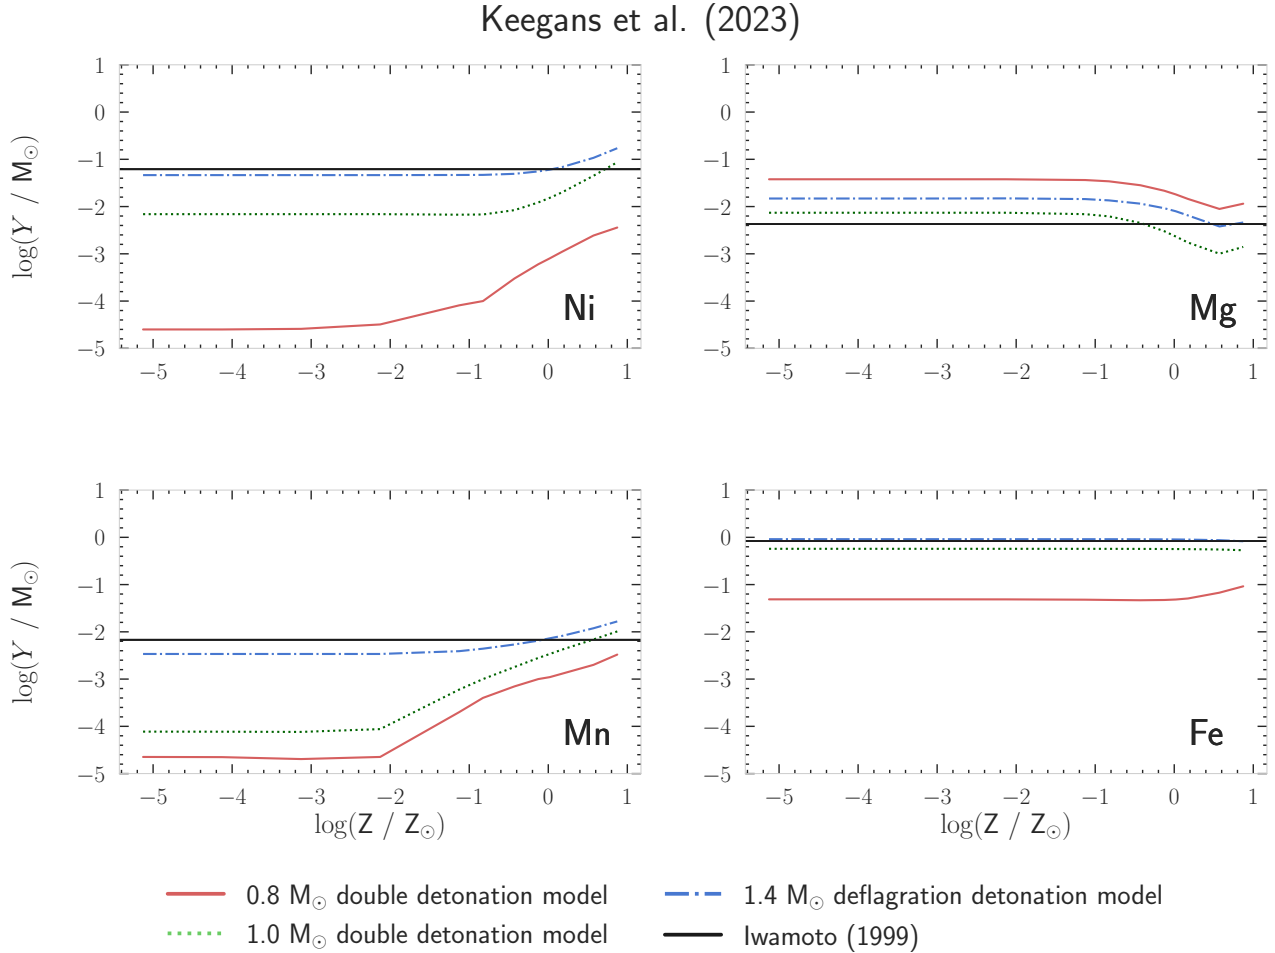 Keegans et al. (2023)
1
0
−1
−2
−3
−4
−5
log(Y / M⊙)
Ni
−5 −4 −3 −2 −1 0 1
1
0
−1
−2
−3
−4
−5
Mg
−5 −4 −3 −2 −1 0 1
1
0
−1
−2
−3
−4
−5
log(Y / M⊙)
Mn
−5 −4 −3 −2 −1 0 1
log(Z / Z⊙)
1
0
−1
−2
−3
−4
−5
Fe
−5 −4 −3 −2 −1 0 1
log(Z / Z⊙)
0.8 M⊙ double detonation model
1.0 M⊙ double detonation model
1.4 M⊙ deflagration detonation model
Iwamoto (1999)